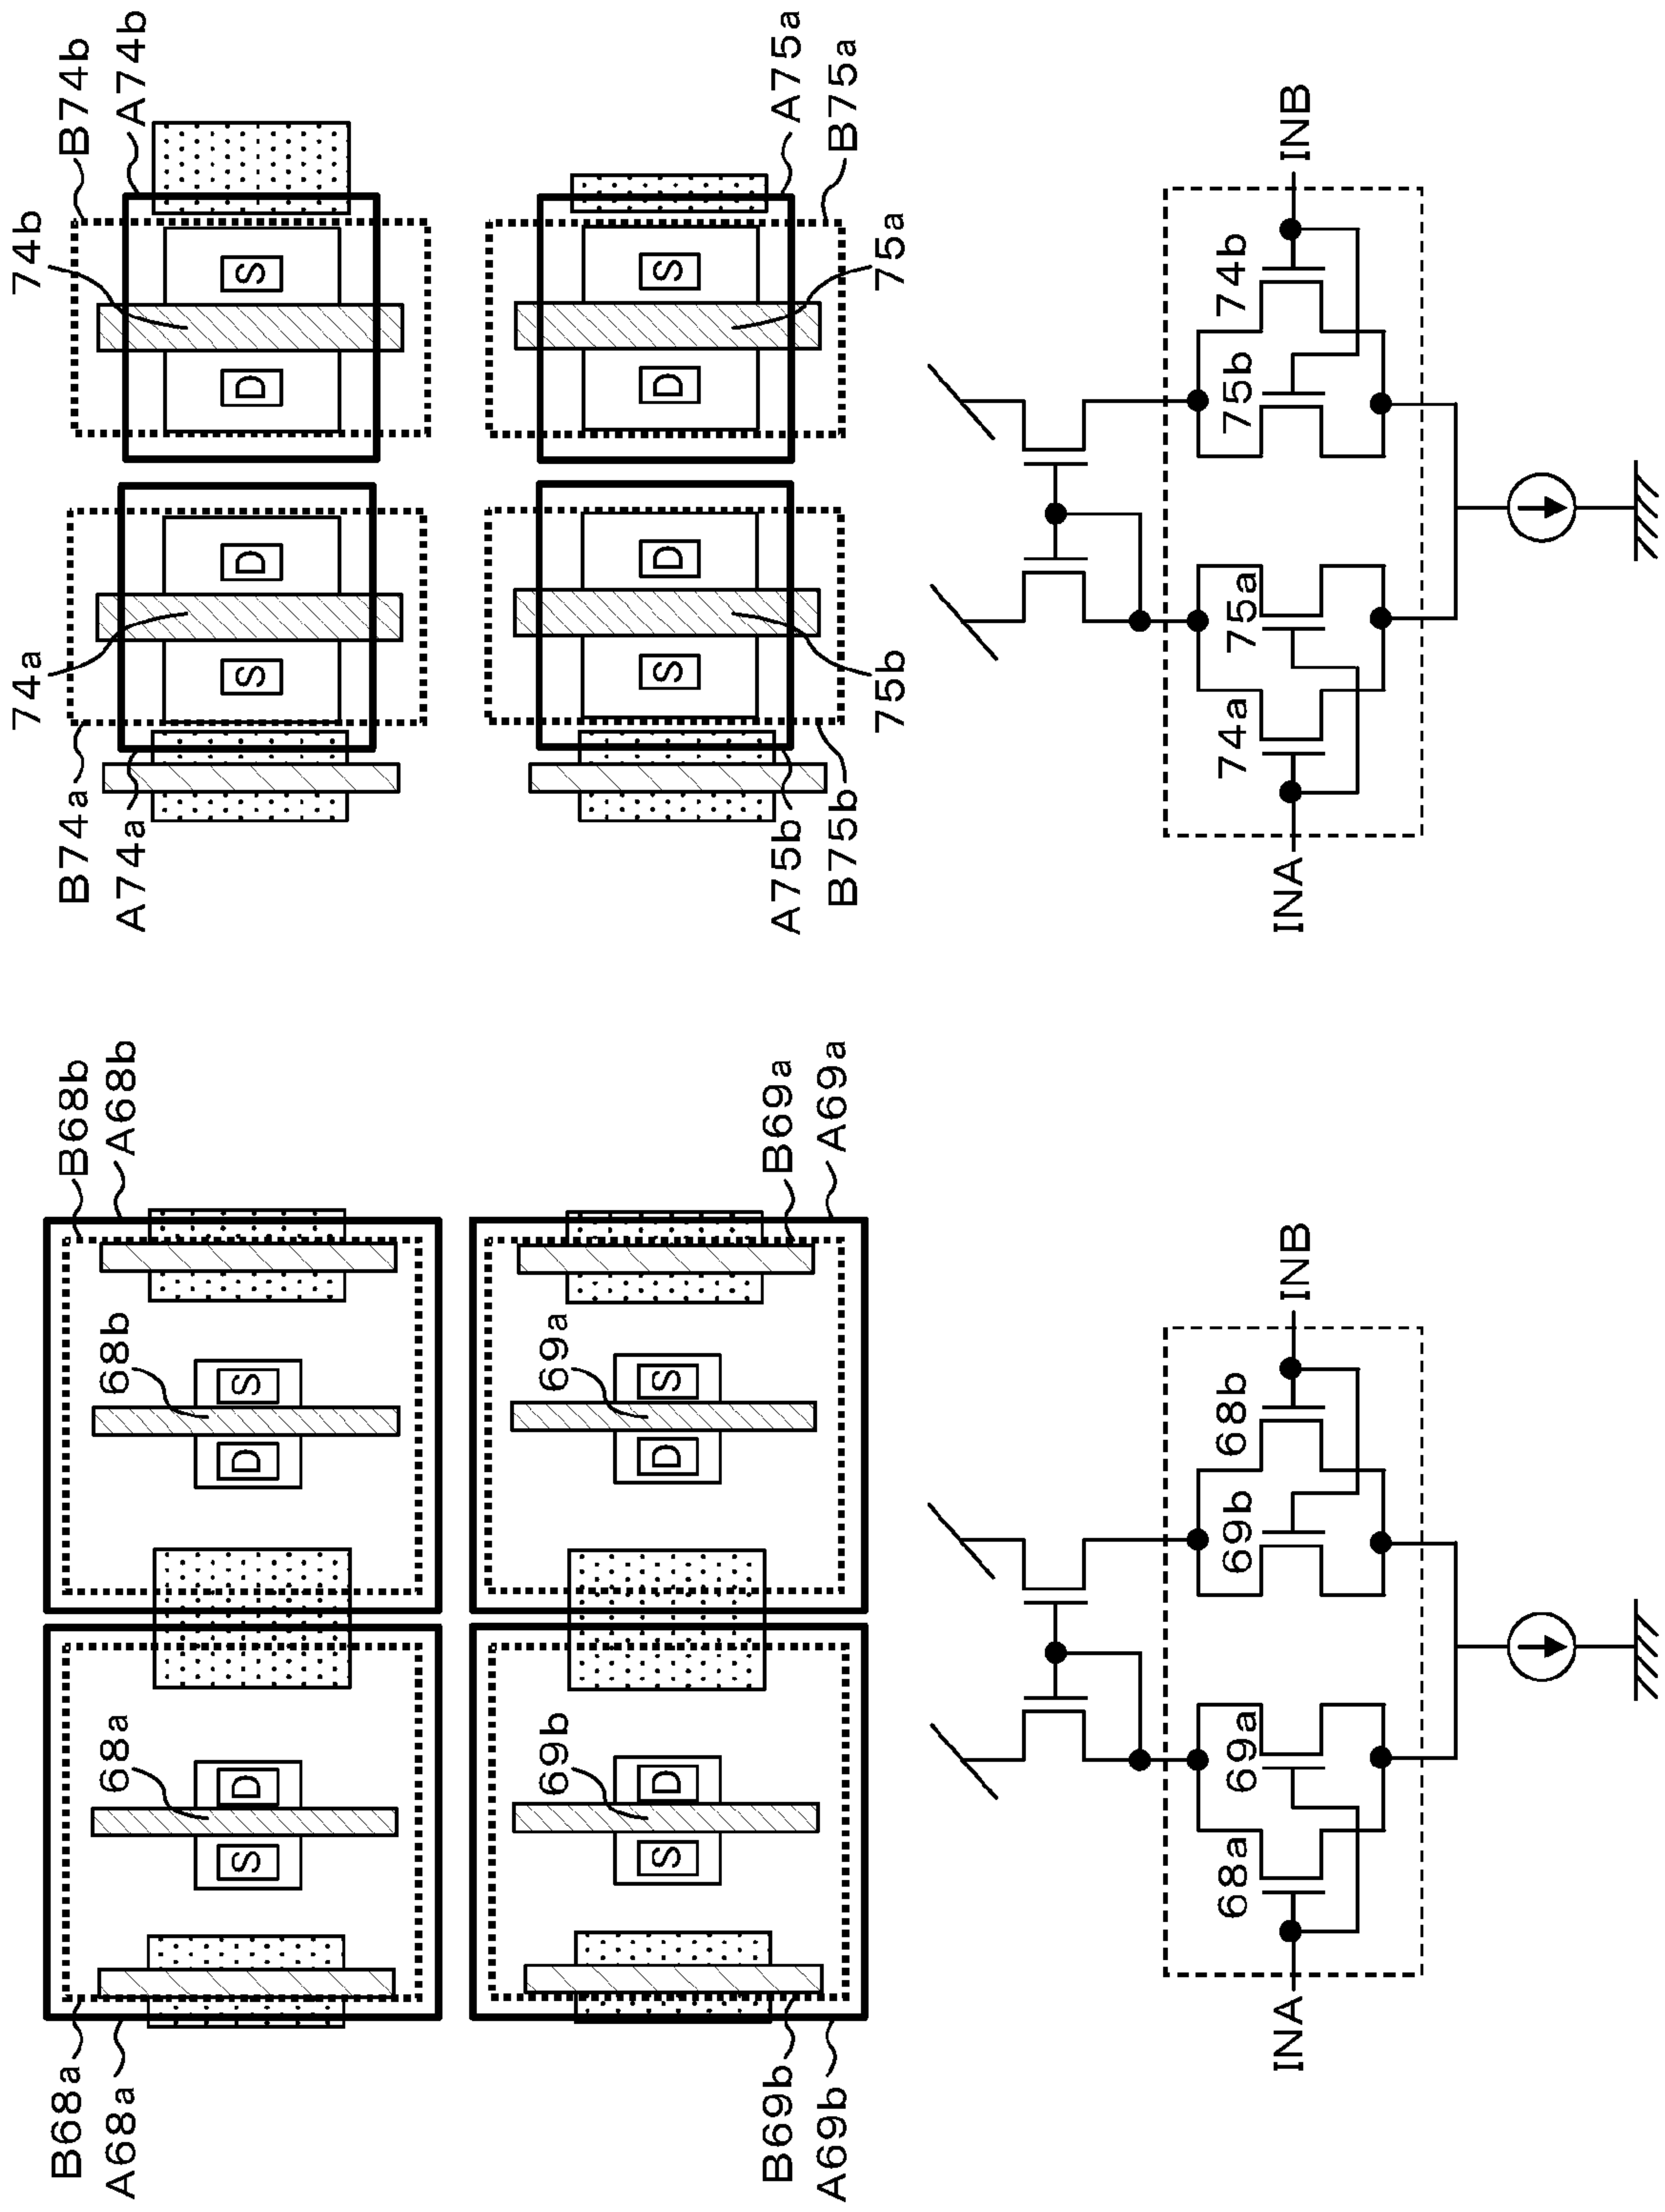 B68a
A68a
68a
S D
B68b
A68b
68b
D S
69b
S D
B69b
A69b
69a
D S
B69a
A69a
INA
68a 69a
69b 68b
INB
74a
B74a
A74a
S D
74b
B74b
A74b
D S
S D
75b
A75b
B75b
D S
75a
A75a
B75a
INA
74a 75a
75b 74b
INB